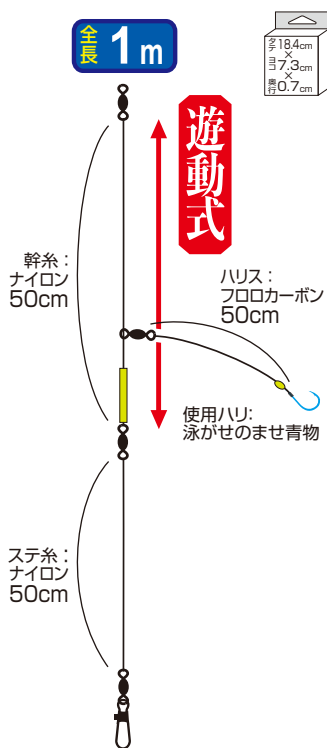 全長 1m
タテ18.4cm
×
ヨコ7.3cm
×
奥行0.7cm
遊動式
幹糸：
ナイロン
50cm
ハリス：
フロロカーボン
50cm
使用ハリ:
泳がせのませ青物
ステ糸：
ナイロン
50cm